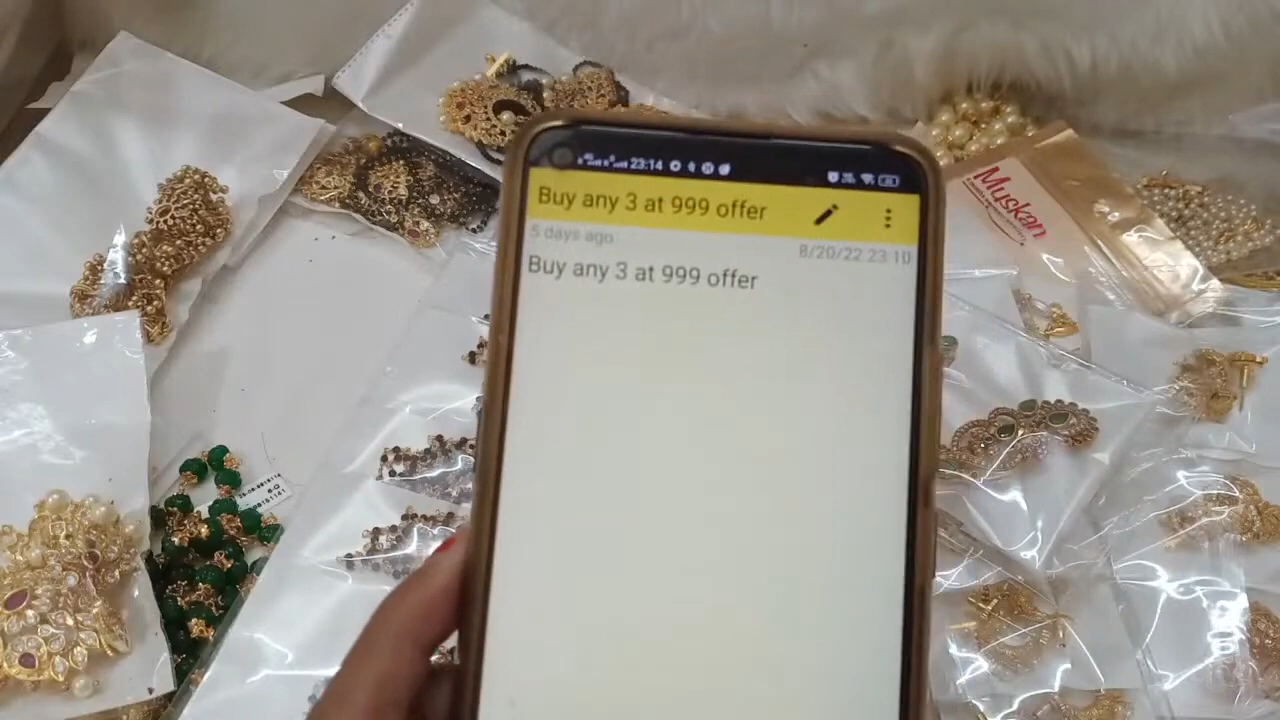 23:14
Buy any 3 at 999 offer
5 days ago
8/20/22 23 10
Buy any 3 at 999 offer
Muskan